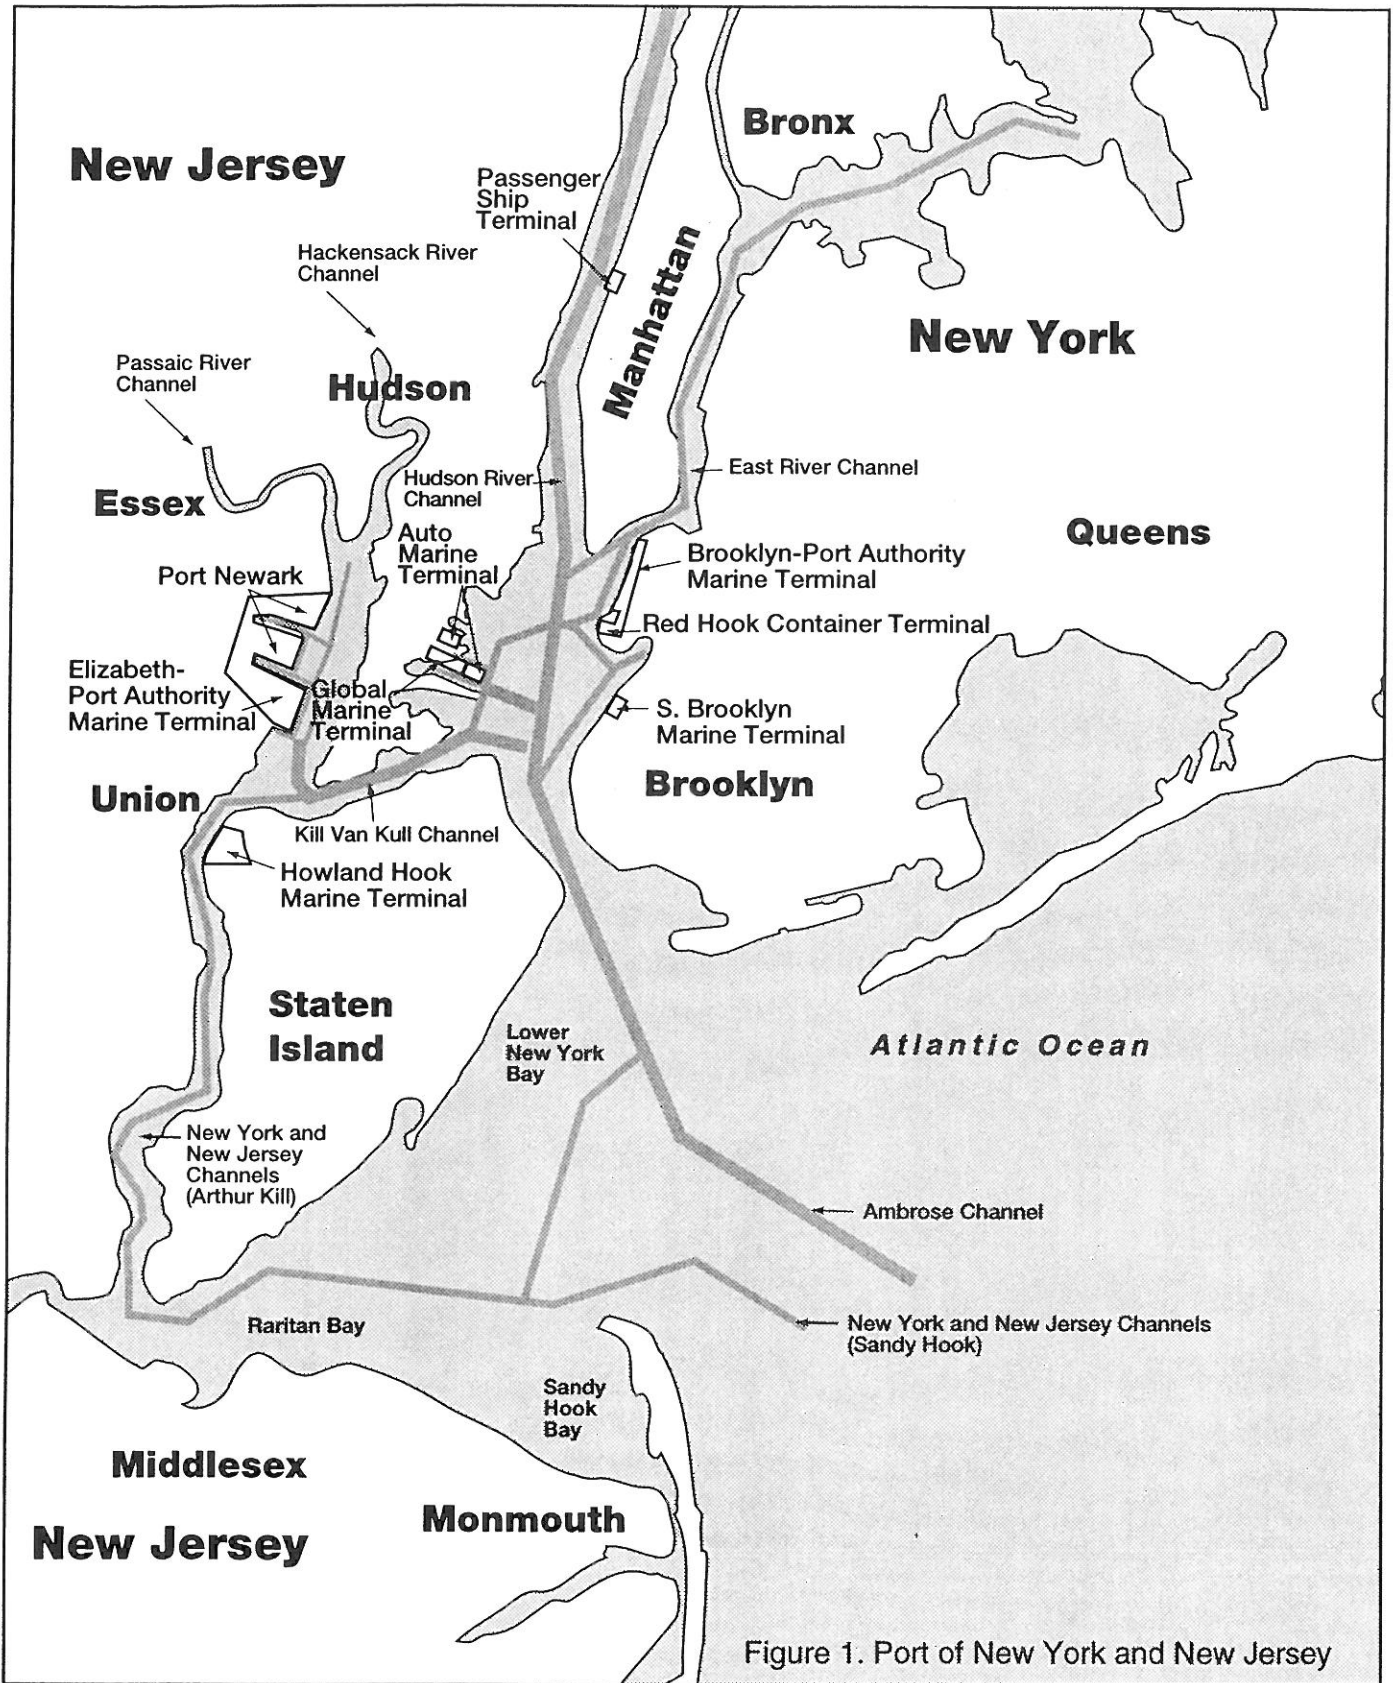 Bronx
New Jersey
Passenger
Ship
Terminal
Manhattan
Hackensack River
Channel
New York
Passaic River
Channel
Hudson
East River Channel
Hudson River
Channel
Essex
Auto
Marine
Terminal
Queens
Brooklyn-Port Authority
Marine Terminal
Port Newark
Red Hook Container Terminal
Elizabeth-
Port Authority
Marine Terminal
Global
Marine
Terminal
S. Brooklyn
Marine Terminal
Brooklyn
Union
Kill Van Kull Channel
Howland Hook
Marine Terminal
Staten
Island
Lower
New York
Bay
Atlantic Ocean
New York and
New Jersey
Channels
(Arthur Kill)
Ambrose Channel
Raritan Bay
New York and New Jersey Channels
(Sandy Hook)
Sandy
Hook
Bay
Middlesex
Monmouth
New Jersey
Figure 1. Port of New York and New Jersey